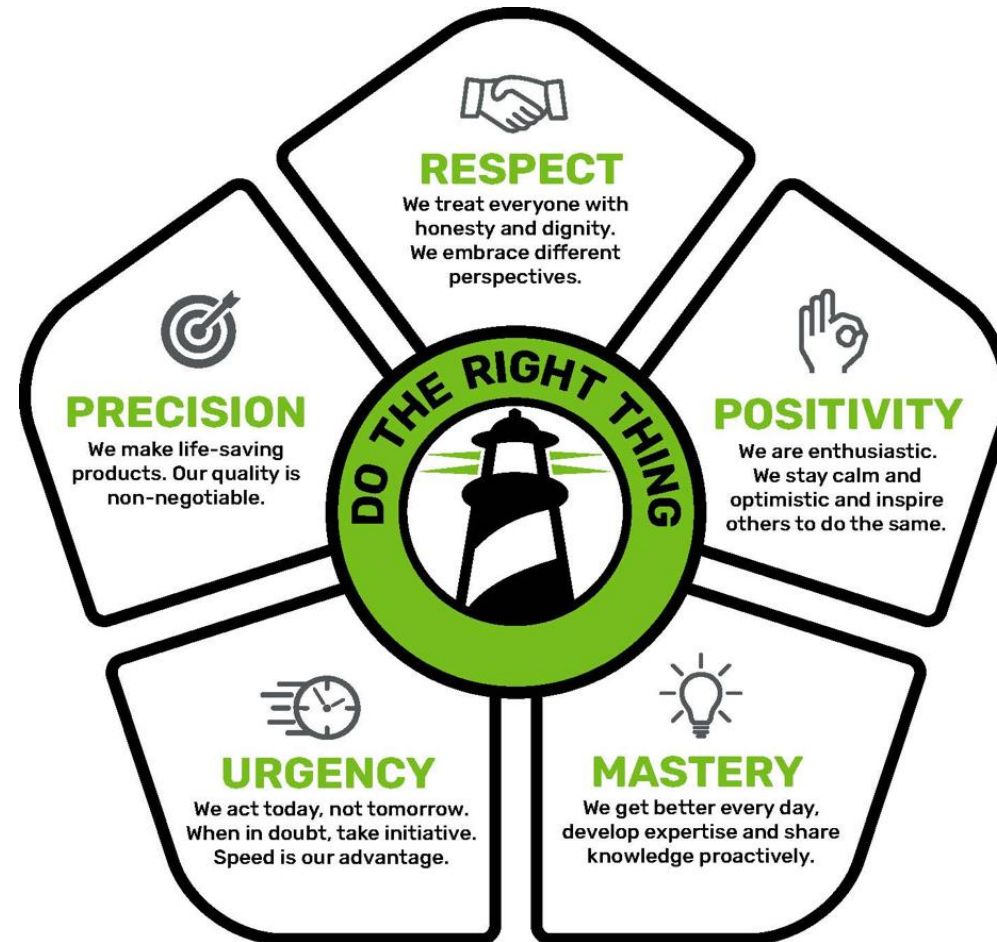 RESPECT
We treat everyone with
honesty and dignity.
We embrace different
perspectives.
PRECISION
We make life-saving
products. Our quality is
non-negotiable.
DO THE RIGHT THING
POSITIVITY
We are enthusiastic.
We stay calm and
optimistic and inspire
others to do the same.
URGENCY
We act today, not tomorrow.
When in doubt, take initiative.
Speed is our advantage.
MASTERY
We get better every day,
develop expertise and share
knowledge proactively.